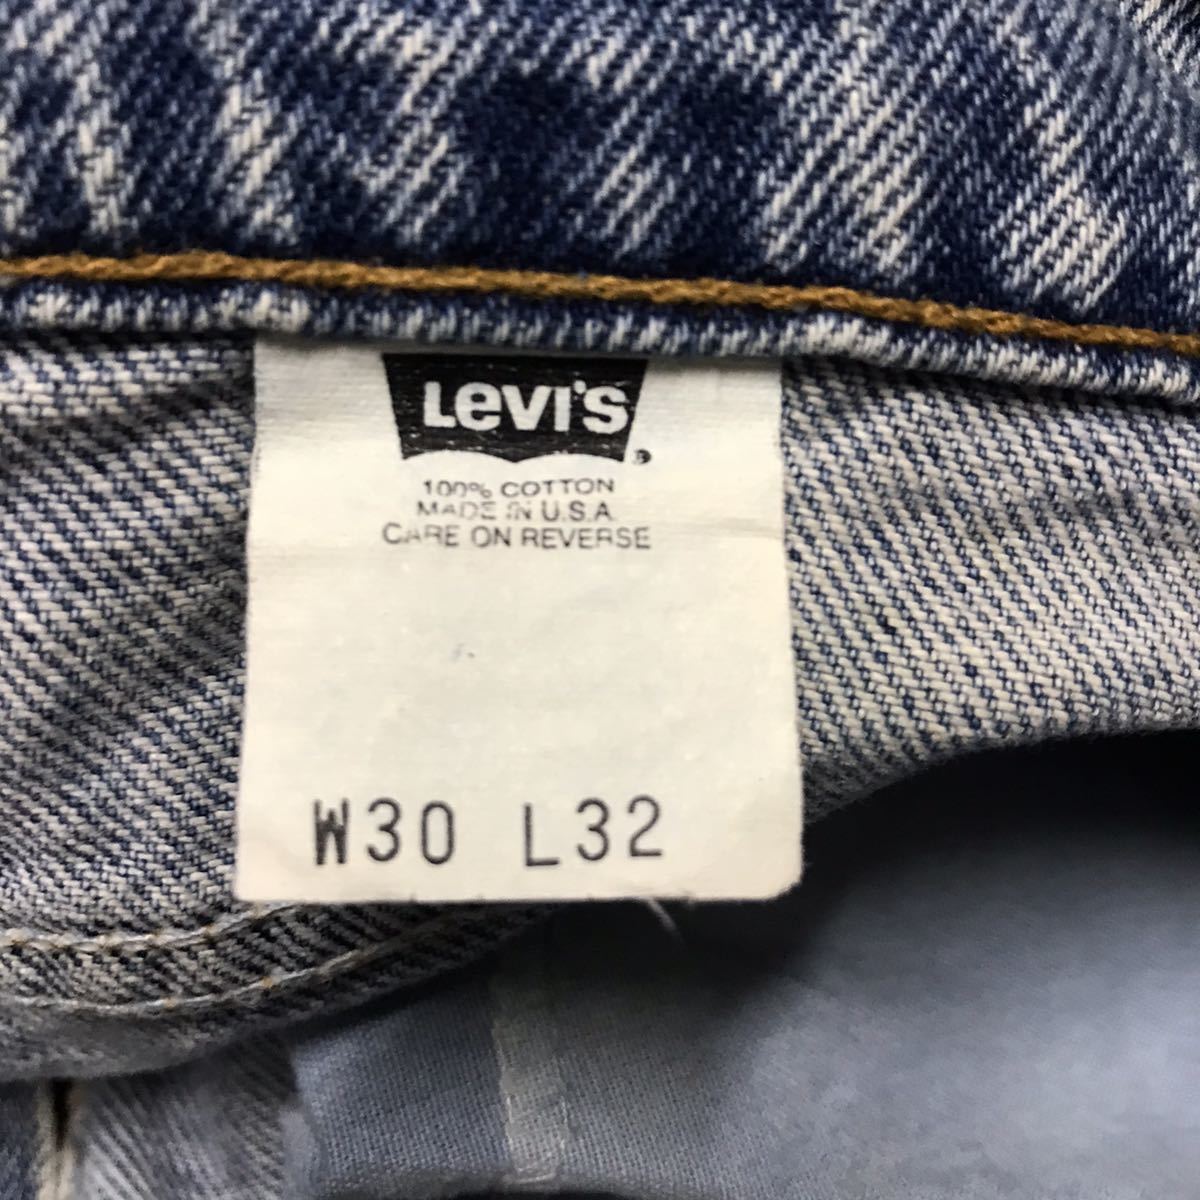 Levi's
100% COTTON
MADE IN U.S.A.
CARE ON REVERSE
W30 L32